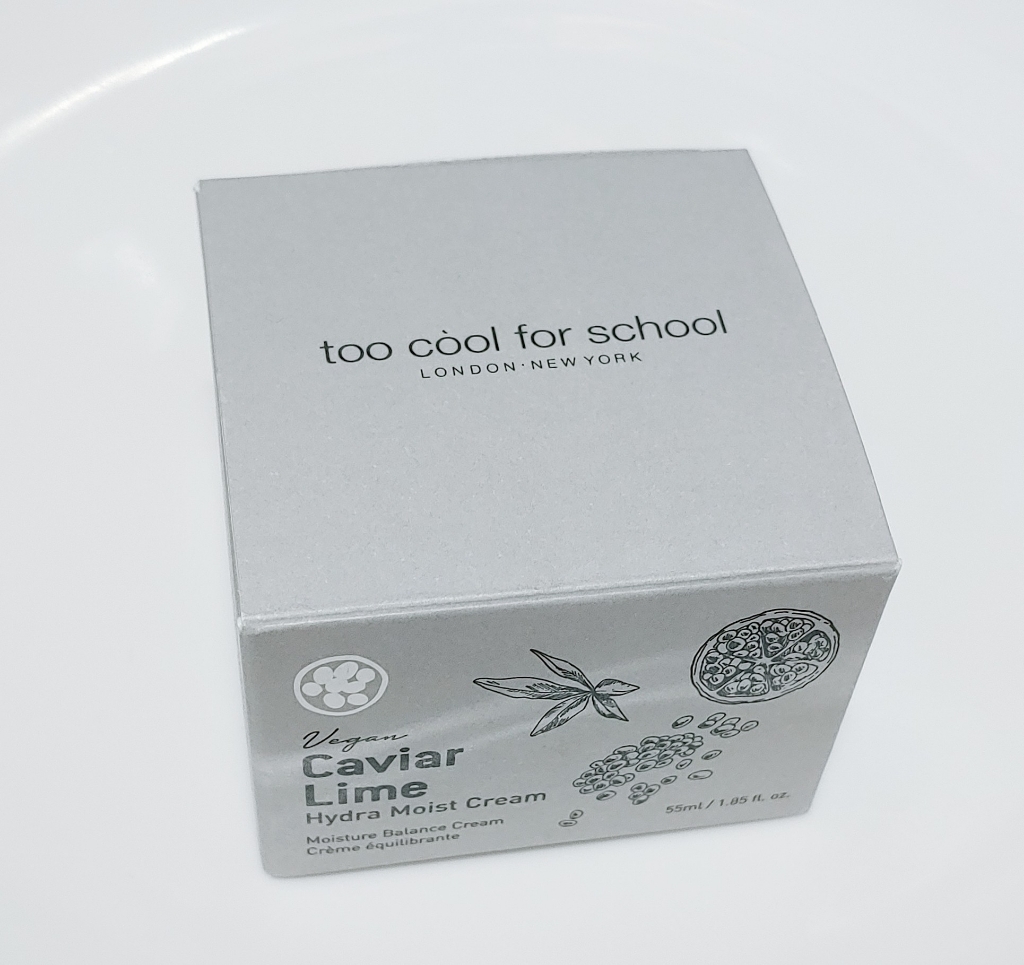 too còol for school
LONDON·NEW YORK
Vegan
Caviar
Lime
Hydra Moist Cream
Moisture Balance Cream
Crème équilibrante
55ml / 1.85 fl. oz.